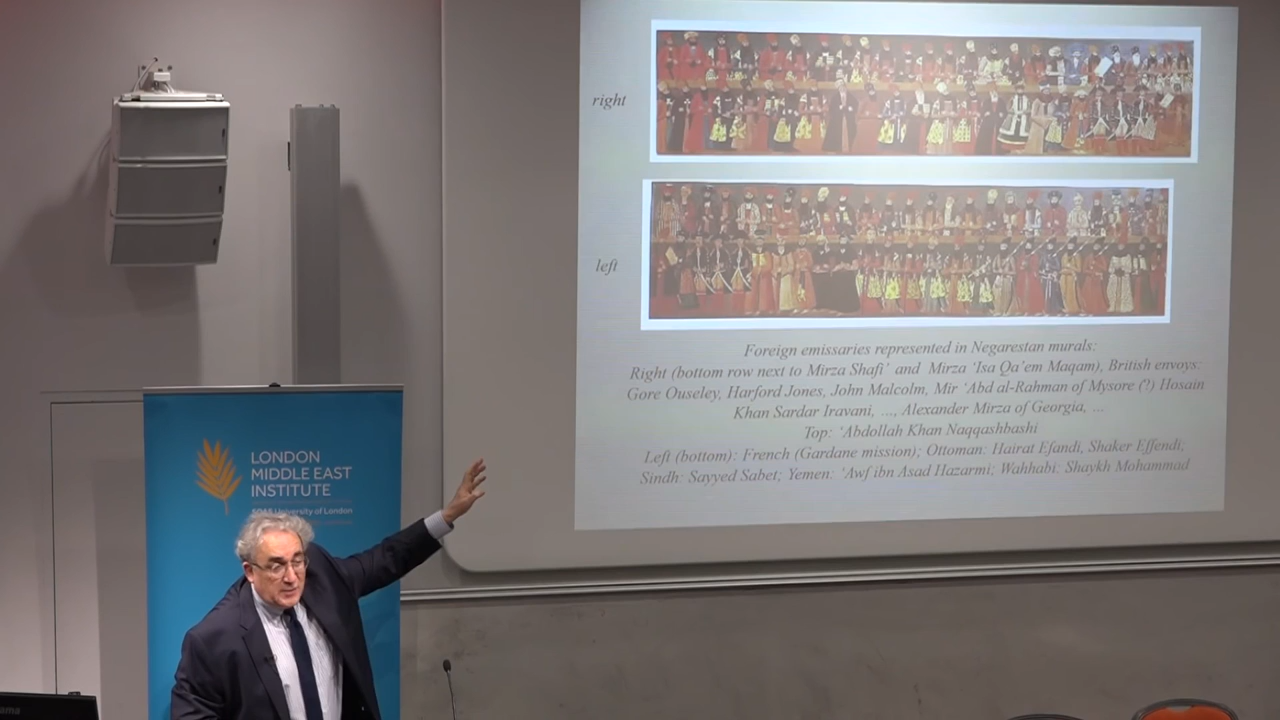 right
left
Foreign emissaries represented in Negarestan murals:
Right (bottom row next to Mirza Shafi‘ and Mirza ‘Isa Qa’em Maqam), British envoys:
Gore Ouseley, Harford Jones, John Malcolm, Mir ‘Abd al-Rahman of Mysore (?) Hosain
Khan Sardar Iravani, ..., Alexander Mirza of Georgia, ...
Top: ‘Abdollah Khan Naqqashbashi
Left (bottom): French (Gardane mission); Ottoman: Hairat Efandi, Shaker Effendi;
Sindh: Sayyed Sabet; Yemen: ‘Awf ibn Asad Hazarmi; Wahhabi: Shaykh Mohammad
LONDON
MIDDLE EAST
INSTITUTE
SOAS University of London